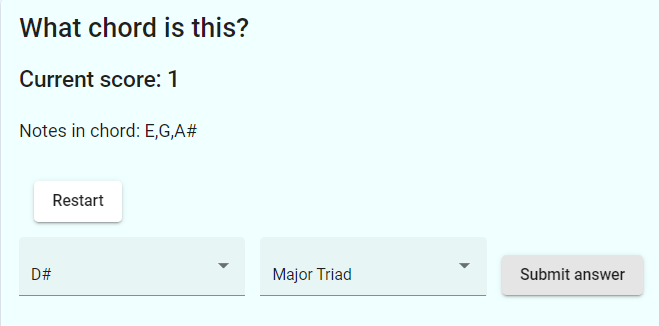 What chord is this?
Current score: 1
Notes in chord: E,G,A#
Restart
D# Major Triad Submit answer